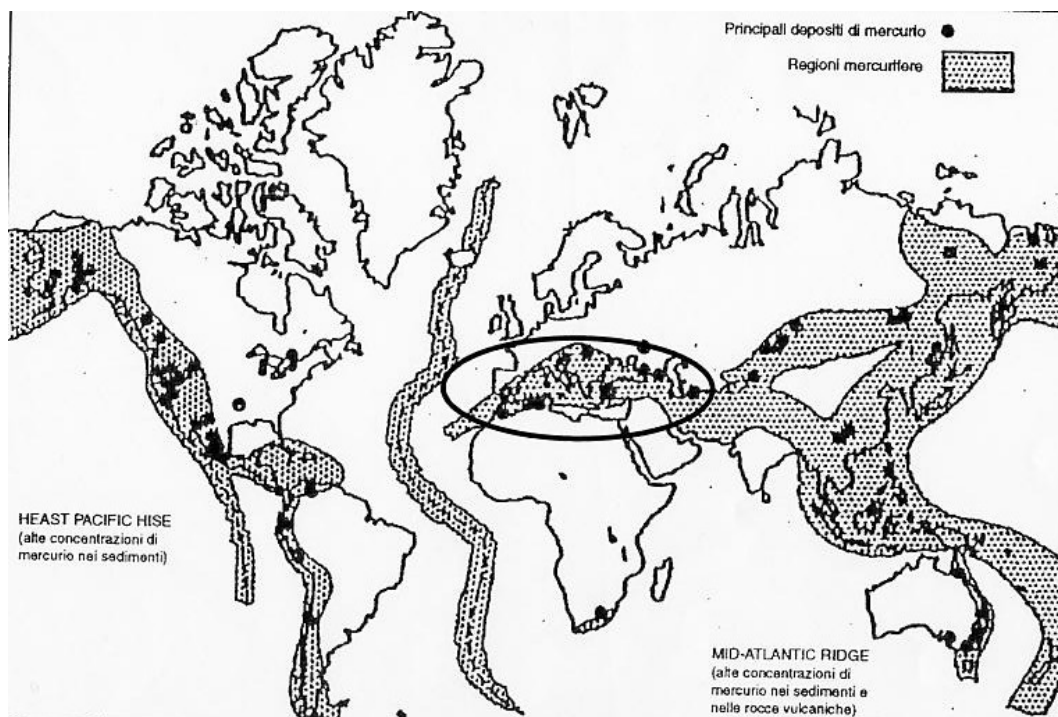 Principali depositi di mercurio
Regioni mercurifere
HEAST PACIFIC HISE
(alte concentrazioni di
mercurio nei sedimenti)
MID-ATLANTIC RIDGE
(alte concentrazioni di
mercurio nei sedimenti e
nelle rocce vulcaniche)